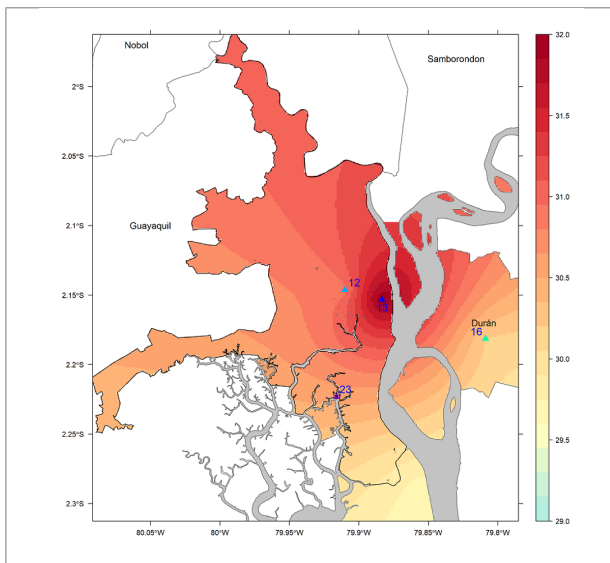 Nobol
Samborondon
Guayaquil
Durán
12
13
16
23
2°S
2.05°S
2.1°S
2.15°S
2.2°S
2.25°S
2.3°S
80.05°W
80°W
79.95°W
79.9°W
79.85°W
79.8°W
32.0
31.5
31.0
30.5
30.0
29.5
29.0